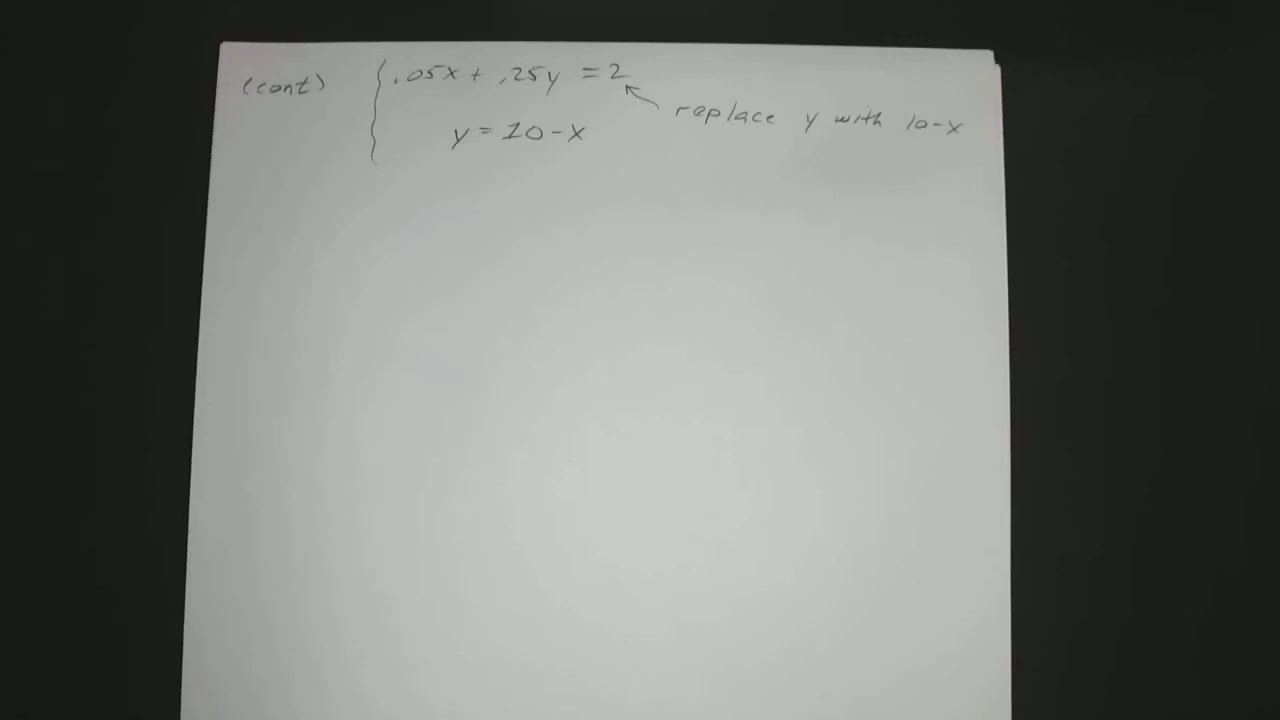 (cont) { .05x + .25y = 2
replace y with 10-x
y = 10 - x